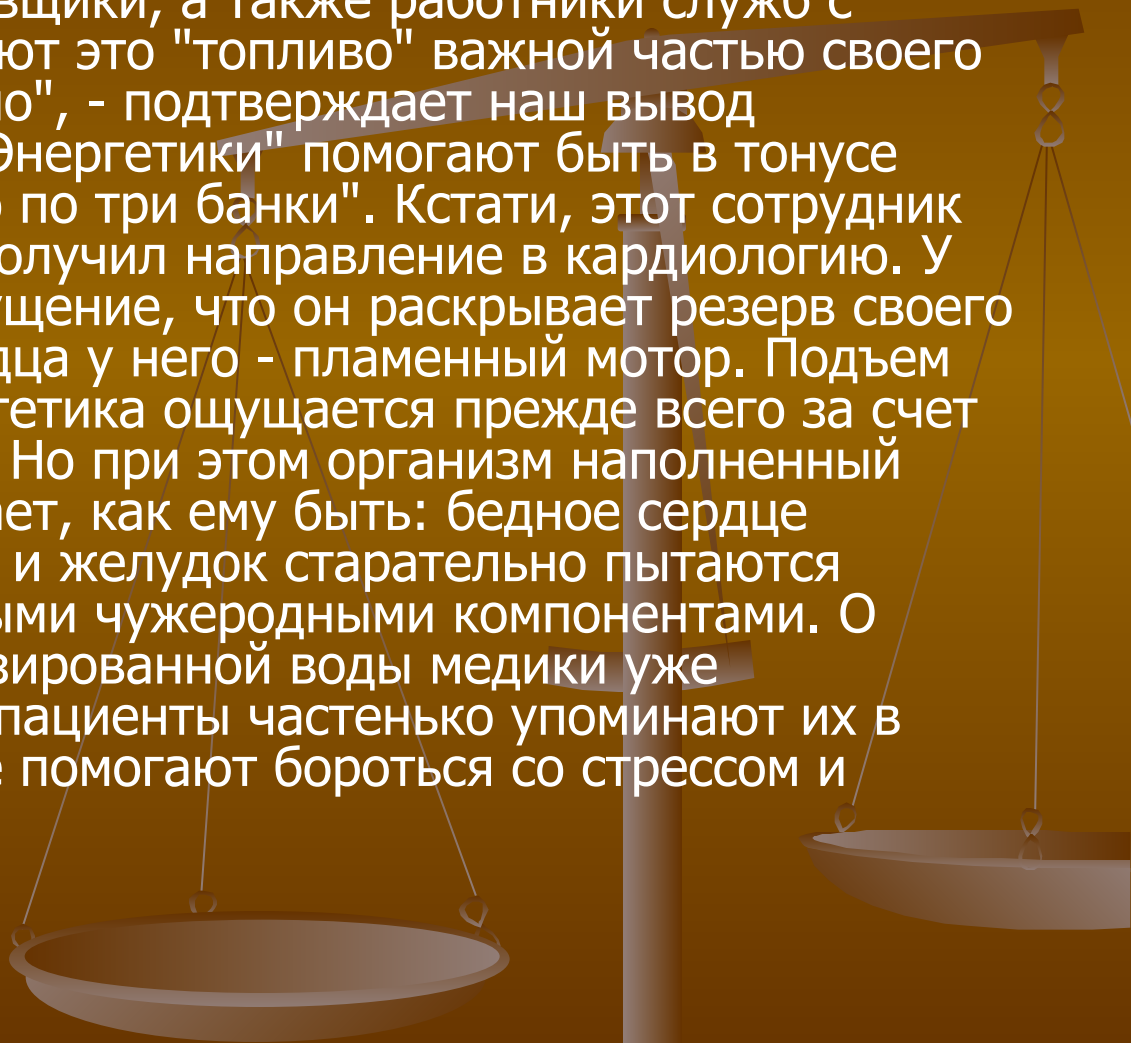 вщики, а также работники служб с
ют это "топливо" важной частью своего
ю", - подтверждает наш вывод
Энергетики" помогают быть в тонусе
по три банки". Кстати, этот сотрудник
олучил направление в кардиологию. У
ущение, что он раскрывает резерв своего
дца у него - пламенный мотор. Подъем
гетика ощущается прежде всего за счет
Но при этом организм наполненный
ает, как ему быть: бедное сердце
и желудок старательно пытаются
ыми чужеродными компонентами. О
зированной воды медики уже
пациенты частенько упоминают их в
е помогают бороться со стрессом и